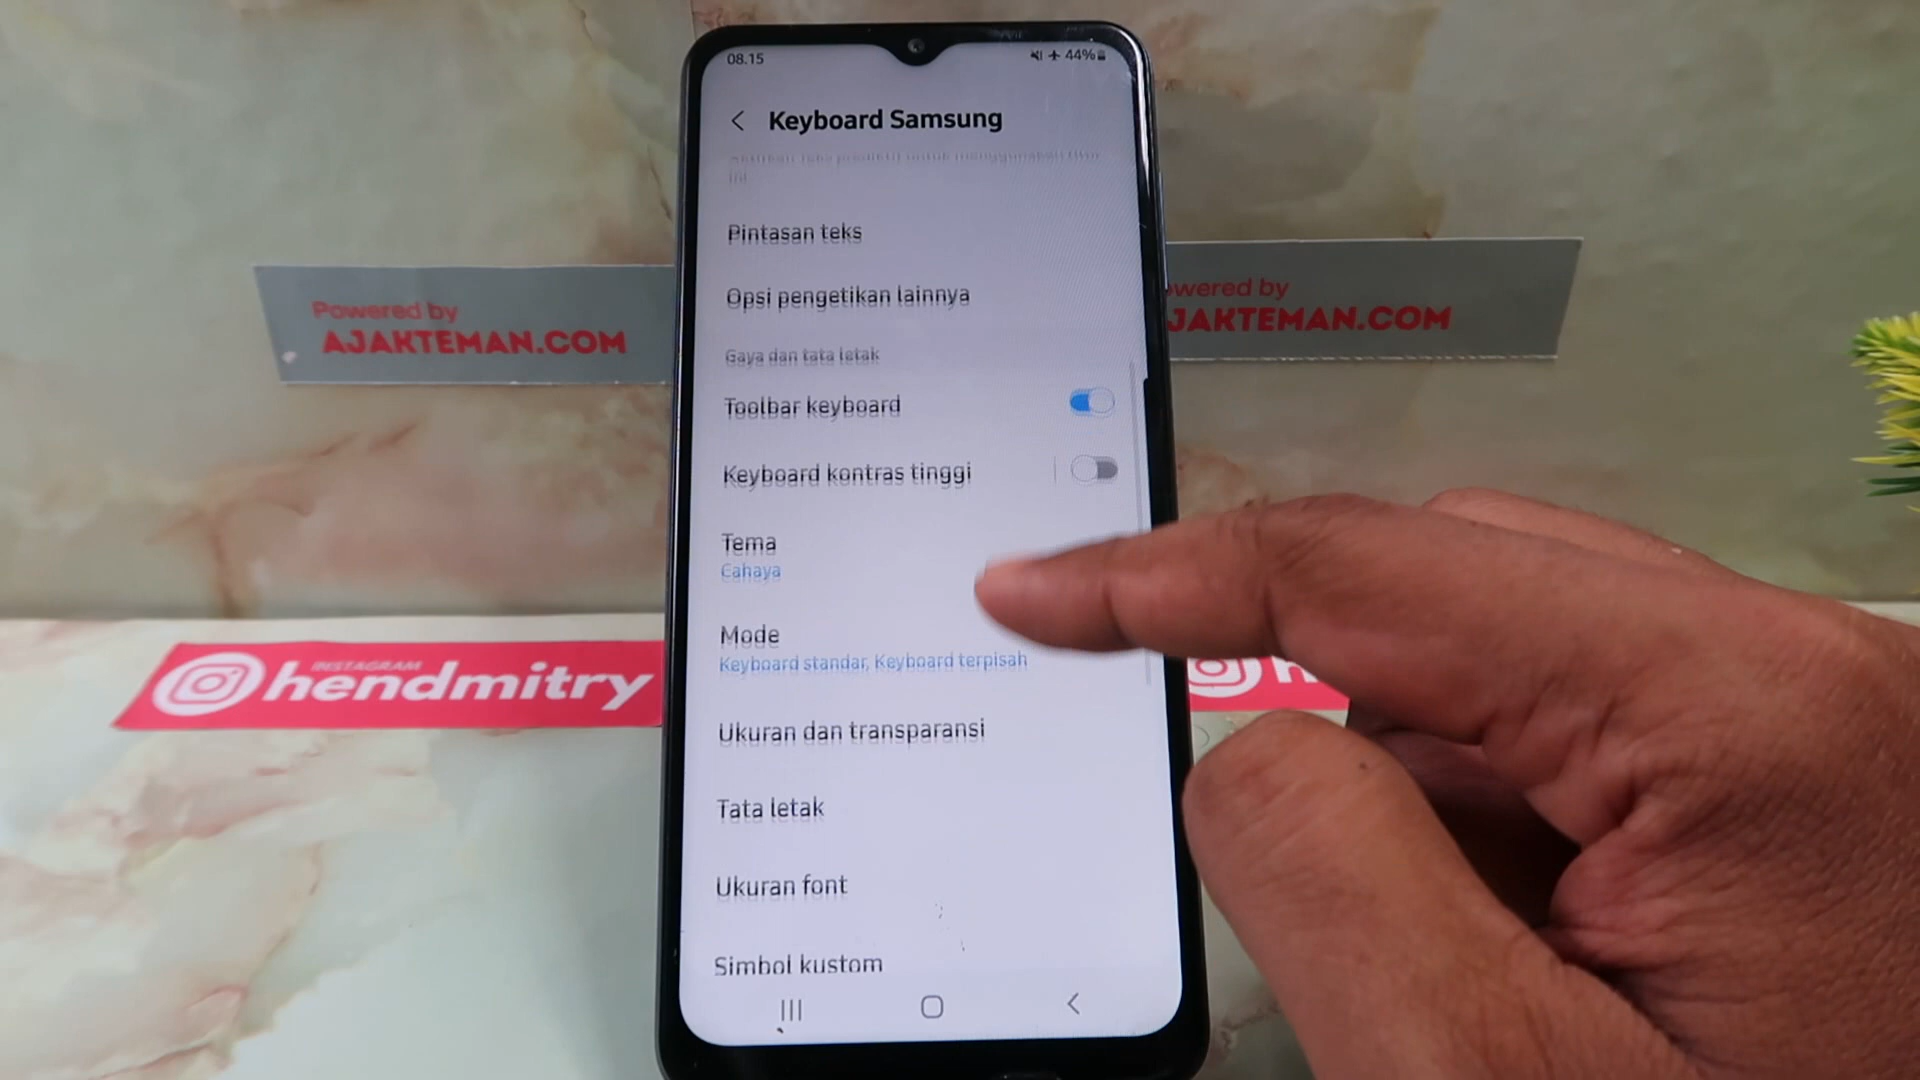 08.15
44%
Keyboard Samsung
ini
Pintasan teks
Opsi pengetikan lainnya
Gaya dan tata letak
Toolbar keyboard
Keyboard kontras tinggi
Tema
Cahaya
Mode
Keyboard standar, Keyboard terpisah
Ukuran dan transparansi
Tata letak
Ukuran font
Simbol kustom
Powered by
AJAKTEMAN.COM
wered by
JAKTEMAN.COM
INSTAGRAM
hendmitry
h